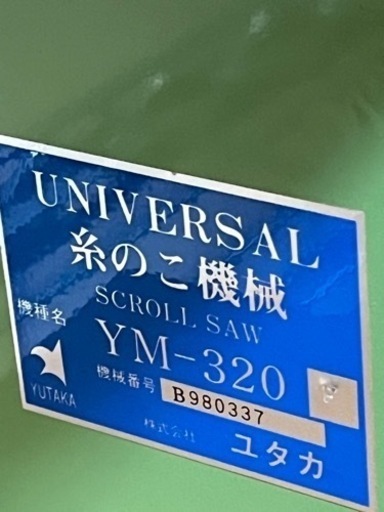 UNIVERSAL
糸のこ機械
SCROLL SAW
機種名 YM-320
機械番号 B980337
YUTAKA
株式会社 ユタカ